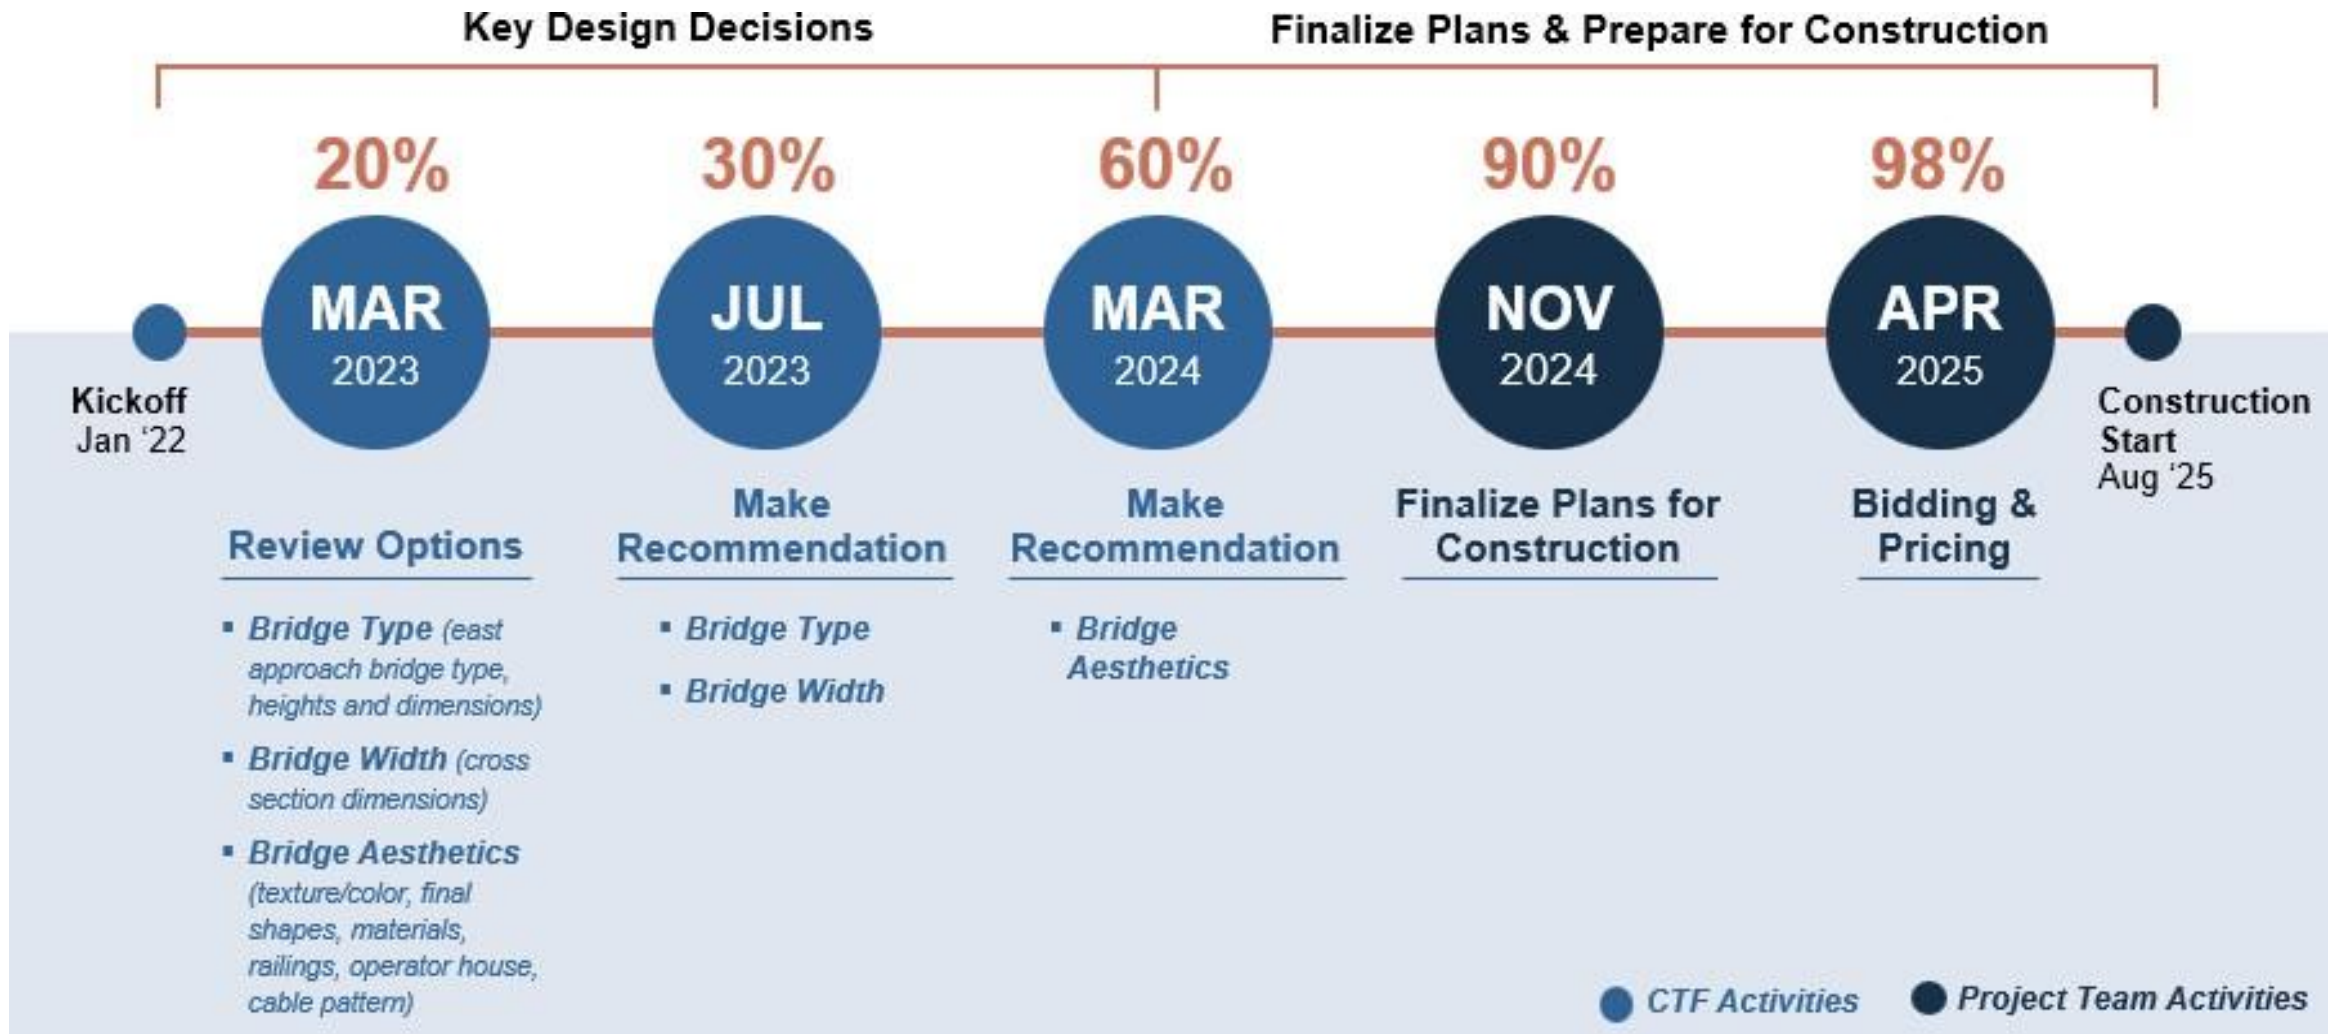 Key Design Decisions
Finalize Plans & Prepare for Construction
20%
30%
60%
90%
98%
MAR
2023
JUL
2023
MAR
2024
NOV
2024
APR
2025
Kickoff
Jan ‘22
Construction
Start
Aug ‘25
Review Options
▪ Bridge Type (east
approach bridge type,
heights and dimensions)
▪ Bridge Width (cross
section dimensions)
▪ Bridge Aesthetics
(texture/color, final
shapes, materials,
railings, operator house,
cable pattern)
Make
Recommendation
▪ Bridge Type
▪ Bridge Width
Make
Recommendation
▪ Bridge
Aesthetics
Finalize Plans for
Construction
Bidding &
Pricing
CTF Activities
Project Team Activities